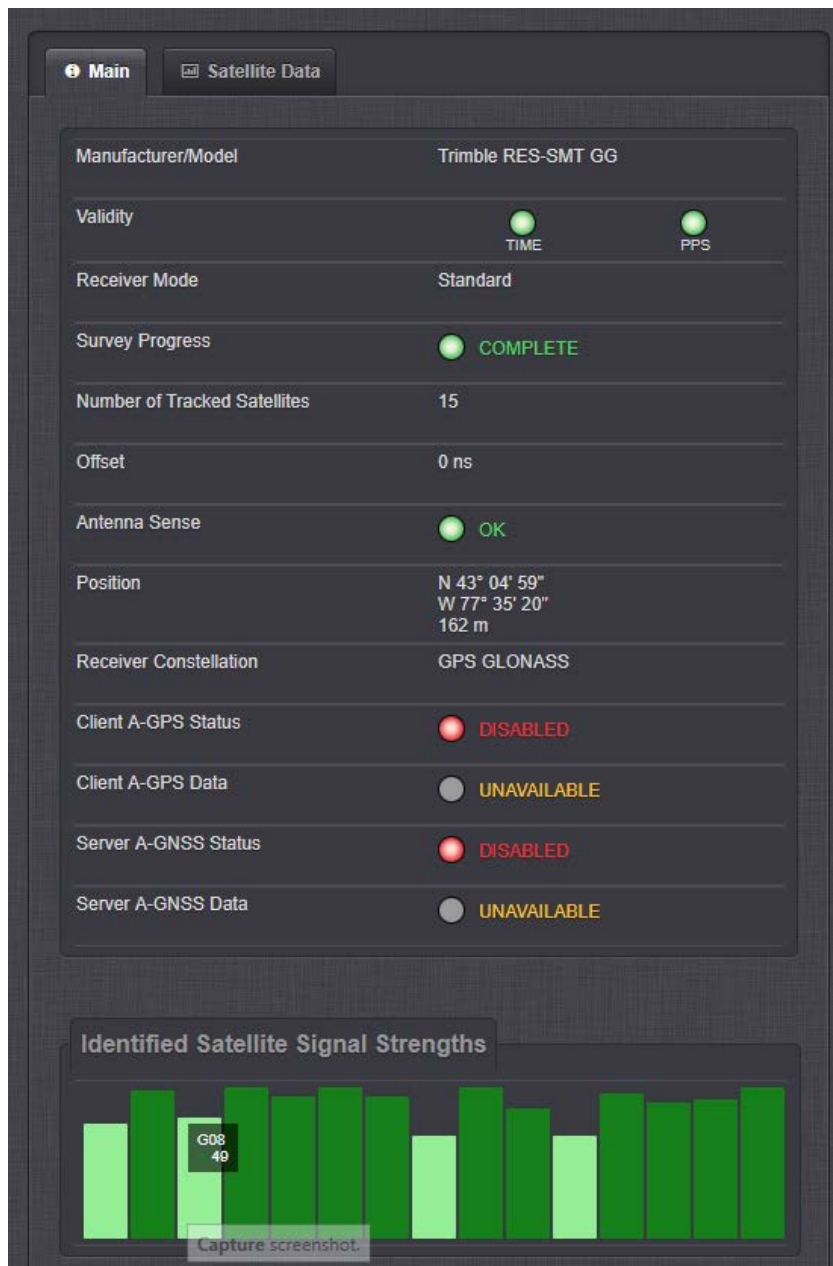 Main
Satellite Data
Manufacturer/Model Trimble RES-SMT GG
Validity
TIME PPS
Receiver Mode Standard
Survey Progress COMPLETE
Number of Tracked Satellites 15
Offset 0 ns
Antenna Sense OK
Position N 43° 04' 59"
W 77° 35' 20"
162 m
Receiver Constellation GPS GLONASS
Client A-GPS Status DISABLED
Client A-GPS Data UNAVAILABLE
Server A-GNSS Status DISABLED
Server A-GNSS Data UNAVAILABLE
Identified Satellite Signal Strengths
G08
49
Capture screenshot.